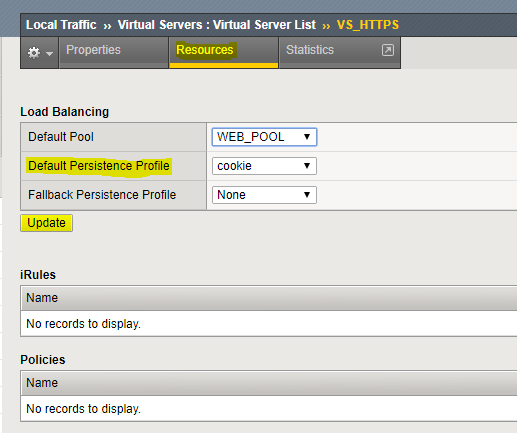 Local Traffic ›› Virtual Servers : Virtual Server List ›› VS_HTTPS
Properties Resources Statistics
Load Balancing
Default Pool WEB_POOL
Default Persistence Profile cookie
Fallback Persistence Profile None
Update
iRules
Name
No records to display.
Policies
Name
No records to display.